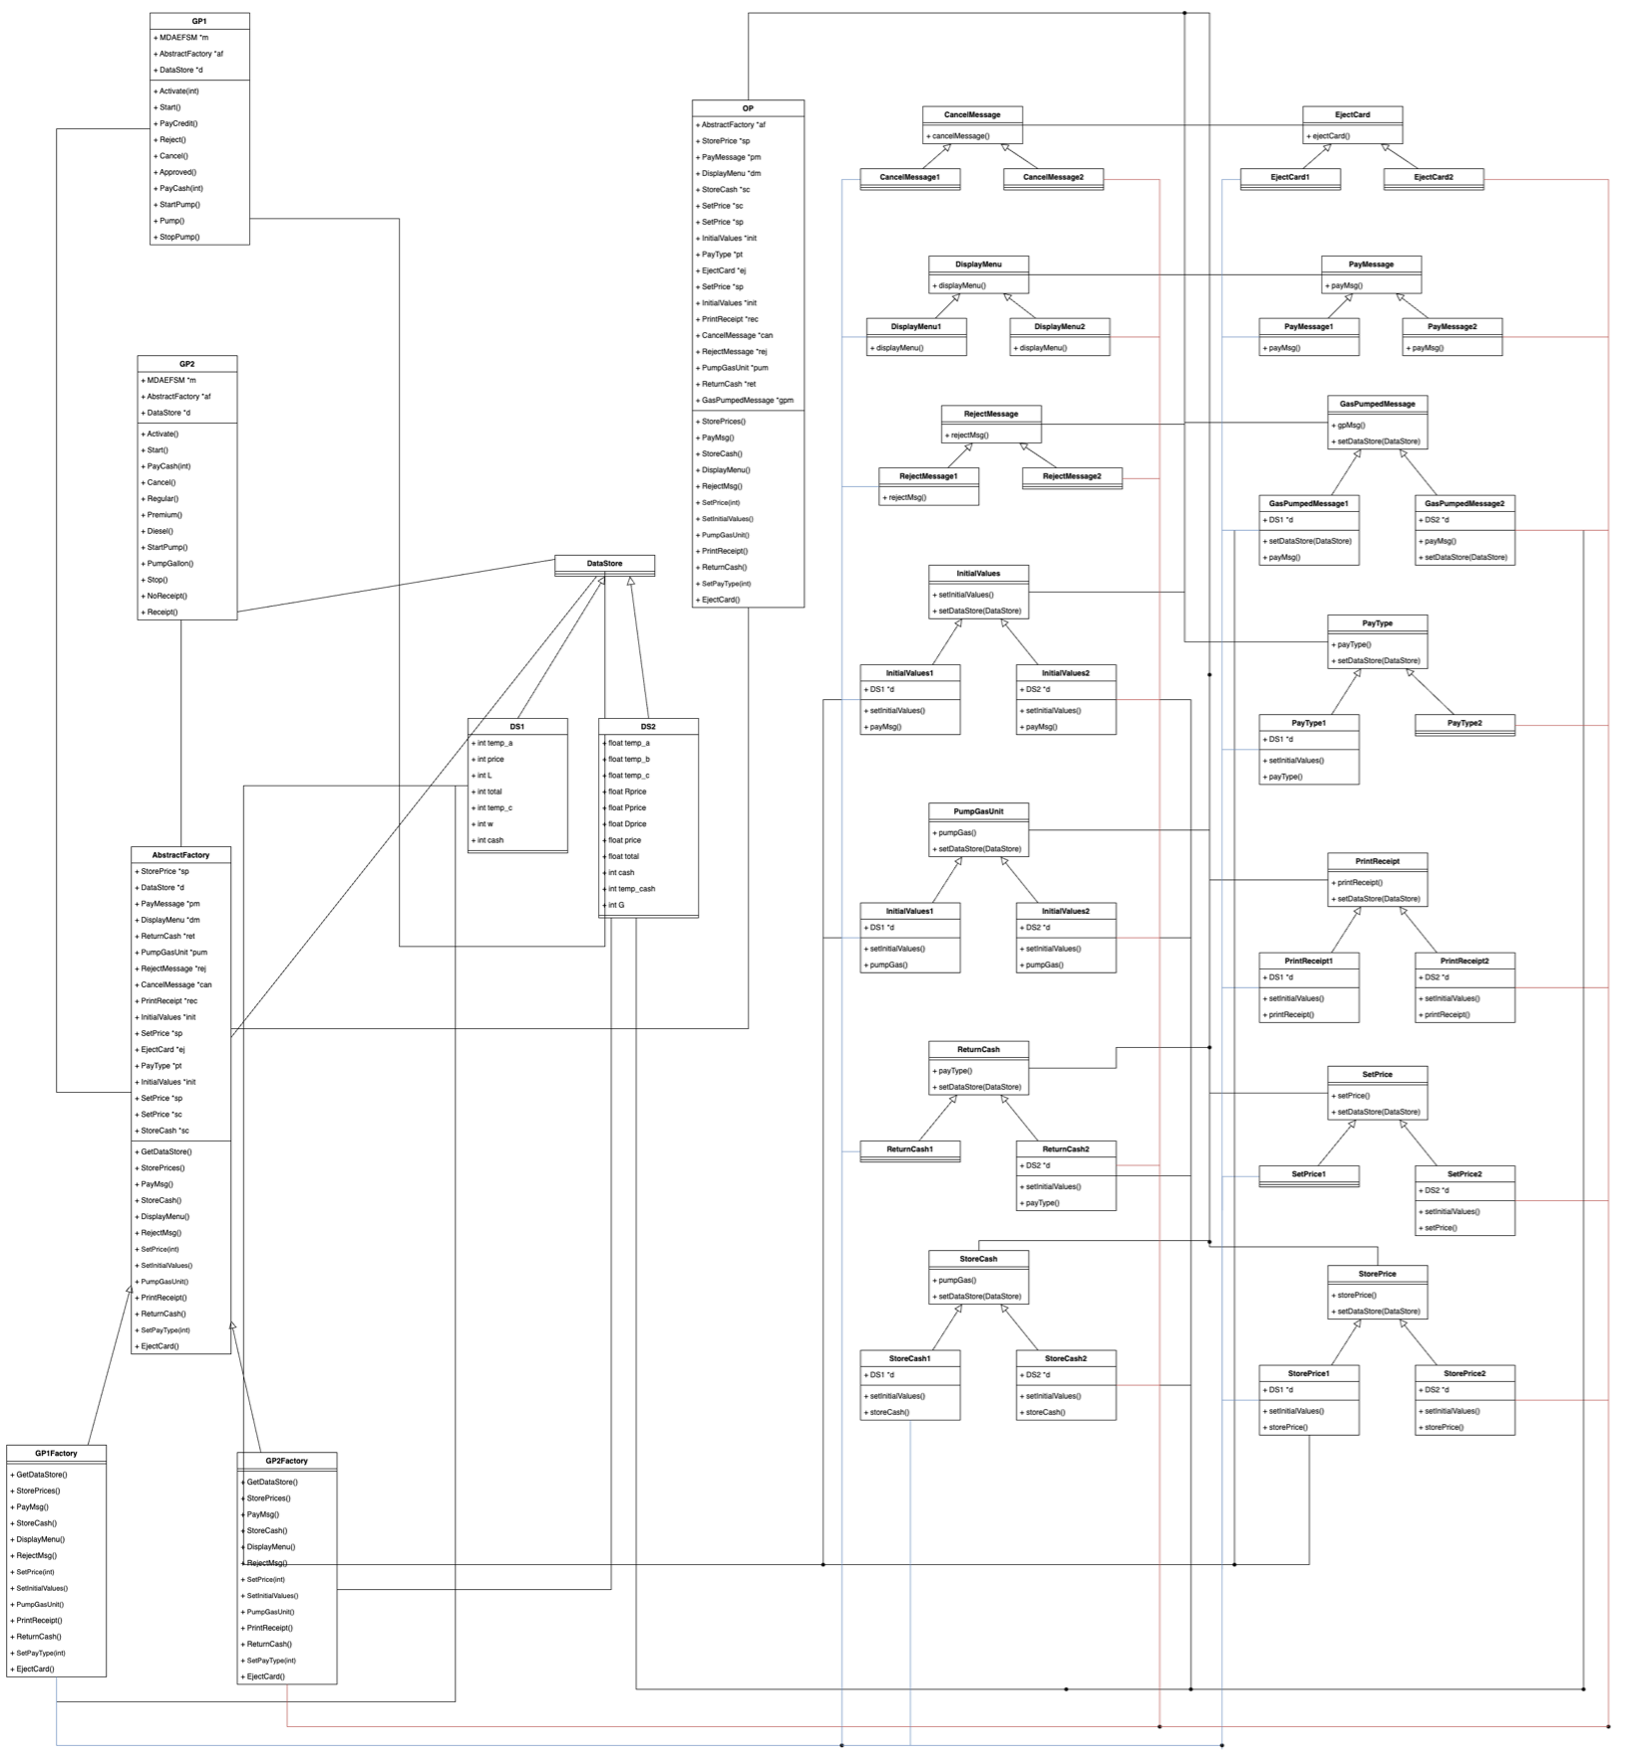 GP1
+ MDAEFSM *m
+ AbstractFactory *af
+ DataStore *d
+ Activate(int)
+ Start()
+ PayCredit()
+ Reject()
+ Cancel()
+ Approved()
+ PayCash(int)
+ StartPump()
+ Pump()
+ StopPump()
GP2
+ MDAEFSM *m
+ AbstractFactory *af
+ DataStore *d
+ Activate()
+ Start()
+ PayCash(int)
+ Cancel()
+ Regular()
+ Premium()
+ Diesel()
+ StartPump()
+ PumpGallon()
+ Stop()
+ NoReceipt()
+ Receipt()
AbstractFactory
+ StorePrice *sp
+ DataStore *d
+ PayMessage *pm
+ DisplayMenu *dm
+ ReturnCash *ret
+ PumpGasUnit *pum
+ RejectMessage *rej
+ CancelMessage *can
+ PrintReceipt *rec
+ InitialValues *init
+ SetPrice *sp
+ EjectCard *ej
+ PayType *pt
+ InitialValues *init
+ SetPrice *sp
+ SetPrice *sc
+ StoreCash *sc
+ GetDataStore()
+ StorePrices()
+ PayMsg()
+ StoreCash()
+ DisplayMenu()
+ RejectMsg()
+ SetPrice(int)
+ SetInitialValues()
+ PumpGasUnit()
+ PrintReceipt()
+ ReturnCash()
+ SetPayType(int)
+ EjectCard()
GP1Factory
+ GetDataStore()
+ StorePrices()
+ PayMsg()
+ StoreCash()
+ DisplayMenu()
+ RejectMsg()
+ SetPrice(int)
+ SetInitialValues()
+ PumpGasUnit()
+ PrintReceipt()
+ ReturnCash()
+ SetPayType(int)
+ EjectCard()
GP2Factory
+ GetDataStore()
+ StorePrices()
+ PayMsg()
+ StoreCash()
+ DisplayMenu()
+ RejectMsg()
+ SetPrice(int)
+ SetInitialValues()
+ PumpGasUnit()
+ PrintReceipt()
+ ReturnCash()
+ SetPayType(int)
+ EjectCard()
DataStore
DS1
+ int temp_a
+ int price
+ int L
+ int total
+ int temp_c
+ int w
+ int cash
DS2
+ float temp_a
+ float temp_b
+ float temp_c
+ float Rprice
+ float Pprice
+ float Dprice
+ float price
+ float total
+ int cash
+ int temp_cash
+ int G
OP
+ AbstractFactory *af
+ StorePrice *sp
+ PayMessage *pm
+ DisplayMenu *dm
+ StoreCash *sc
+ SetPrice *sc
+ SetPrice *sp
+ InitialValues *init
+ PayType *pt
+ EjectCard *ej
+ SetPrice *sp
+ InitialValues *init
+ PrintReceipt *rec
+ CancelMessage *can
+ RejectMessage *rej
+ PumpGasUnit *pum
+ ReturnCash *ret
+ GasPumpedMessage *gpm
+ StorePrices()
+ PayMsg()
+ StoreCash()
+ DisplayMenu()
+ RejectMsg()
+ SetPrice(int)
+ SetInitialValues()
+ PumpGasUnit()
+ PrintReceipt()
+ ReturnCash()
+ SetPayType(int)
+ EjectCard()
CancelMessage
+ cancelMessage()
CancelMessage1
CancelMessage2
DisplayMenu
+ displayMenu()
DisplayMenu1
+ displayMenu()
DisplayMenu2
+ displayMenu()
RejectMessage
+ rejectMsg()
RejectMessage1
+ rejectMsg()
RejectMessage2
InitialValues
+ setInitialValues()
+ setDataStore(DataStore)
InitialValues1
+ DS1 *d
+ setInitialValues()
+ payMsg()
InitialValues2
+ DS2 *d
+ setInitialValues()
+ payMsg()
PumpGasUnit
+ pumpGas()
+ setDataStore(DataStore)
InitialValues1
+ DS1 *d
+ setInitialValues()
+ pumpGas()
InitialValues2
+ DS2 *d
+ setInitialValues()
+ pumpGas()
ReturnCash
+ payType()
+ setDataStore(DataStore)
ReturnCash1
ReturnCash2
+ DS2 *d
+ setInitialValues()
+ payType()
StoreCash
+ pumpGas()
+ setDataStore(DataStore)
StoreCash1
+ DS1 *d
+ setInitialValues()
+ storeCash()
StoreCash2
+ DS2 *d
+ setInitialValues()
+ storeCash()
EjectCard
+ ejectCard()
EjectCard1
EjectCard2
PayMessage
+ payMsg()
PayMessage1
+ payMsg()
PayMessage2
+ payMsg()
GasPumpedMessage
+ gpMsg()
+ setDataStore(DataStore)
GasPumpedMessage1
+ DS1 *d
+ setDataStore(DataStore)
+ payMsg()
GasPumpedMessage2
+ DS2 *d
+ payMsg()
+ setDataStore(DataStore)
PayType
+ payType()
+ setDataStore(DataStore)
PayType1
+ DS1 *d
+ setInitialValues()
+ payType()
PayType2
PrintReceipt
+ printReceipt()
+ setDataStore(DataStore)
PrintReceipt1
+ DS1 *d
+ setInitialValues()
+ printReceipt()
PrintReceipt2
+ DS2 *d
+ setInitialValues()
+ printReceipt()
SetPrice
+ setPrice()
+ setDataStore(DataStore)
SetPrice1
SetPrice2
+ DS2 *d
+ setInitialValues()
+ setPrice()
StorePrice
+ storePrice()
+ setDataStore(DataStore)
StorePrice1
+ DS1 *d
+ setInitialValues()
+ storePrice()
StorePrice2
+ DS2 *d
+ setInitialValues()
+ storePrice()